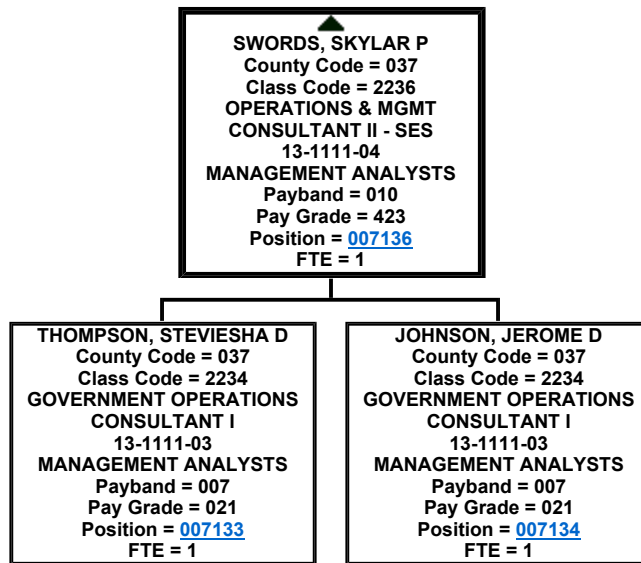 SWORDS, SKYLAR P
County Code = 037
Class Code = 2236
OPERATIONS & MGMT
CONSULTANT II - SES
13-1111-04
MANAGEMENT ANALYSTS
Payband = 010
Pay Grade = 423
Position = 007136
FTE = 1
THOMPSON, STEVIESHA D
County Code = 037
Class Code = 2234
GOVERNMENT OPERATIONS
CONSULTANT I
13-1111-03
MANAGEMENT ANALYSTS
Payband = 007
Pay Grade = 021
Position = 007133
FTE = 1
JOHNSON, JEROME D
County Code = 037
Class Code = 2234
GOVERNMENT OPERATIONS
CONSULTANT I
13-1111-03
MANAGEMENT ANALYSTS
Payband = 007
Pay Grade = 021
Position = 007134
FTE = 1